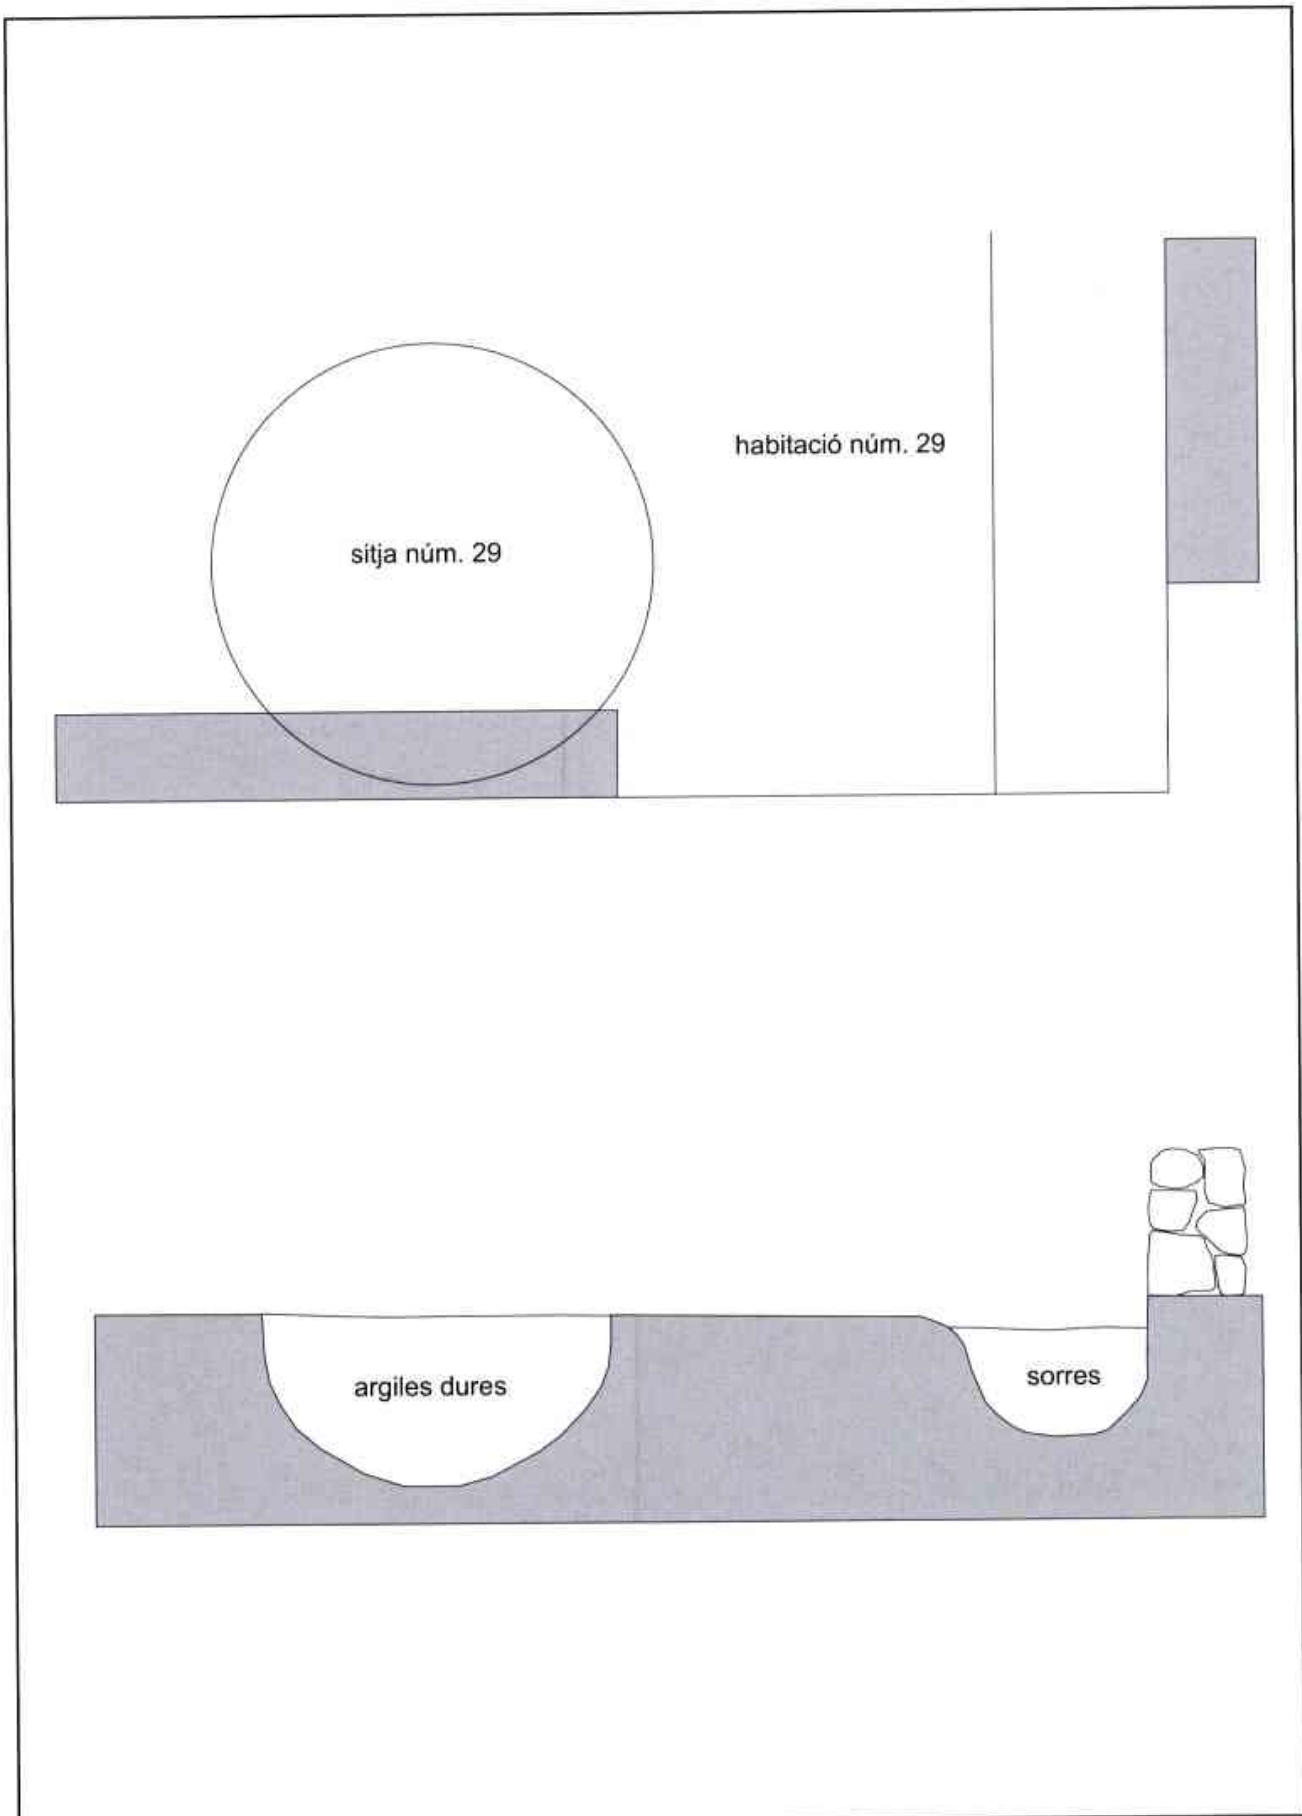 habitació núm. 29
sitja núm. 29
argiles dures
sorres